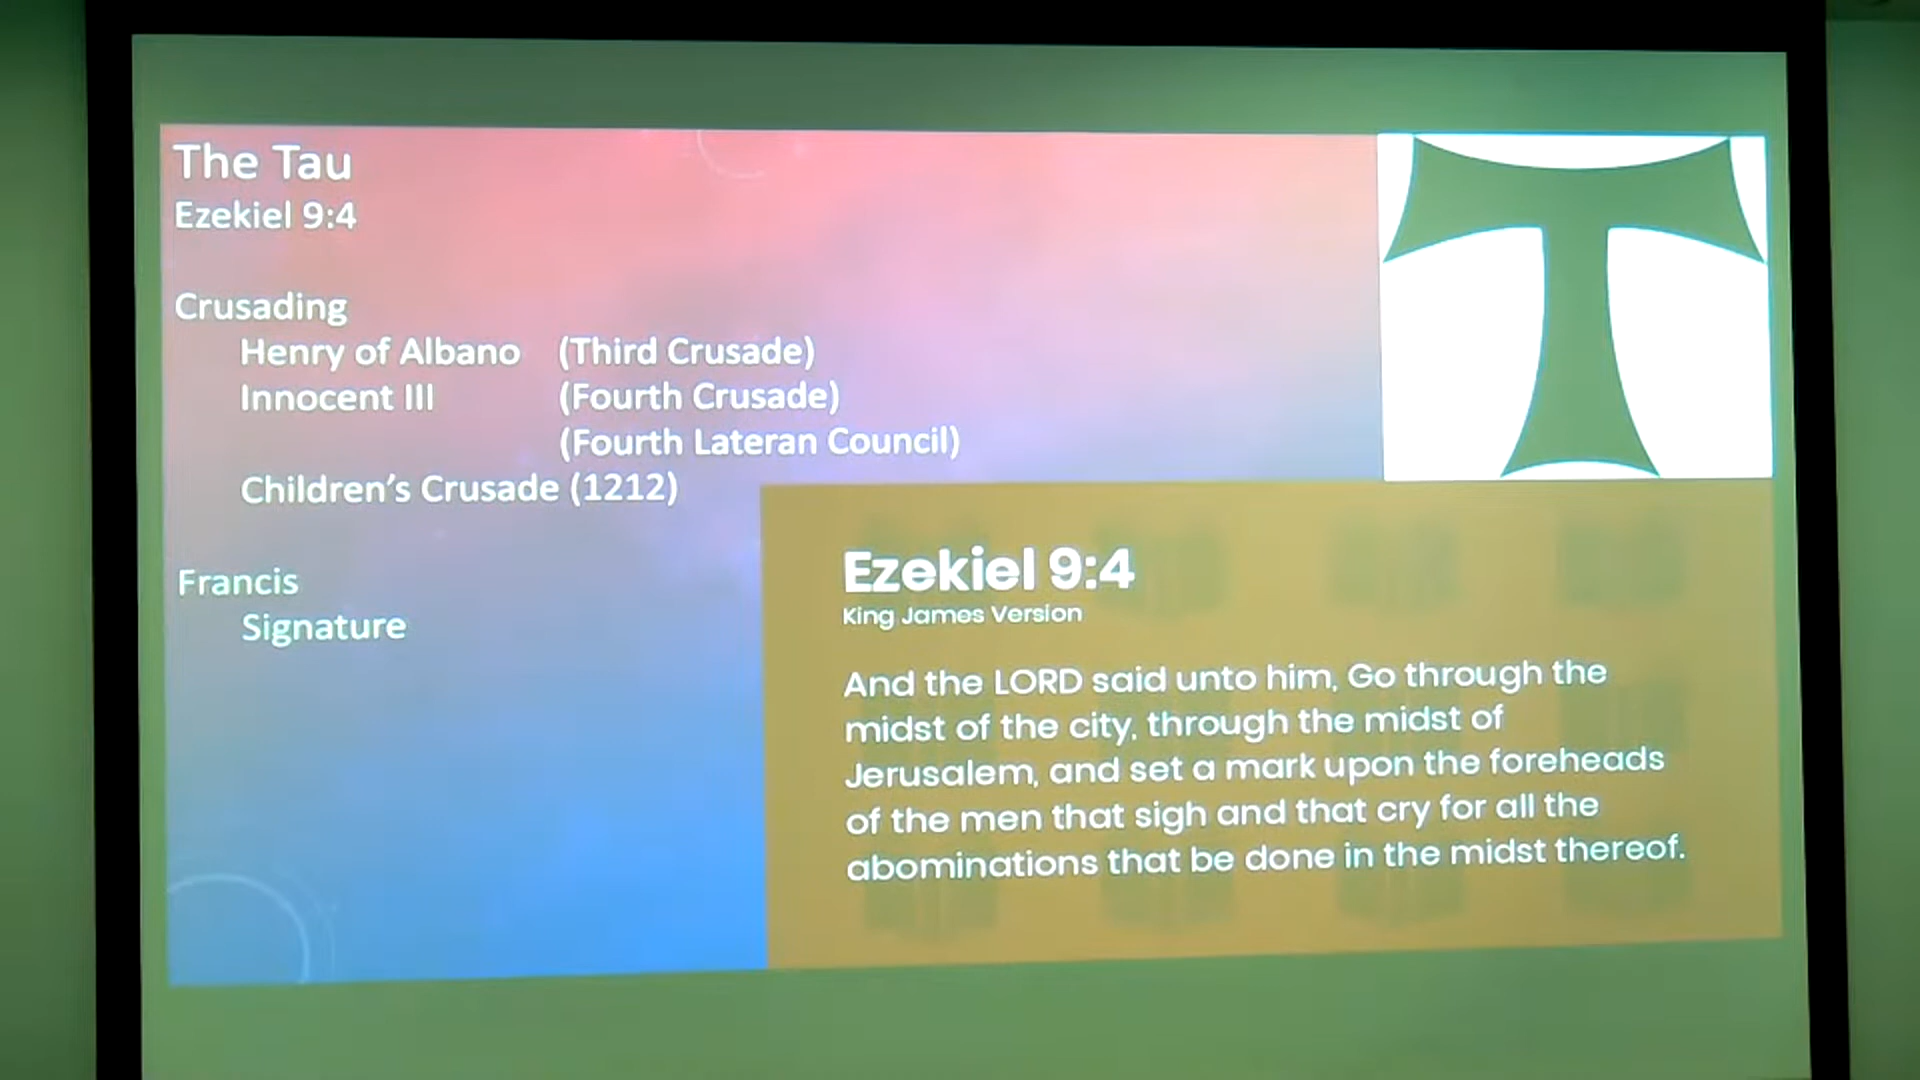 The Tau
Ezekiel 9:4
Crusading
Henry of Albano (Third Crusade)
Innocent III (Fourth Crusade)
(Fourth Lateran Council)
Children's Crusade (1212)
Francis
Signature
Ezekiel 9:4
King James Version
And the LORD said unto him, Go through the
midst of the city, through the midst of
Jerusalem, and set a mark upon the foreheads
of the men that sigh and that cry for all the
abominations that be done in the midst thereof.